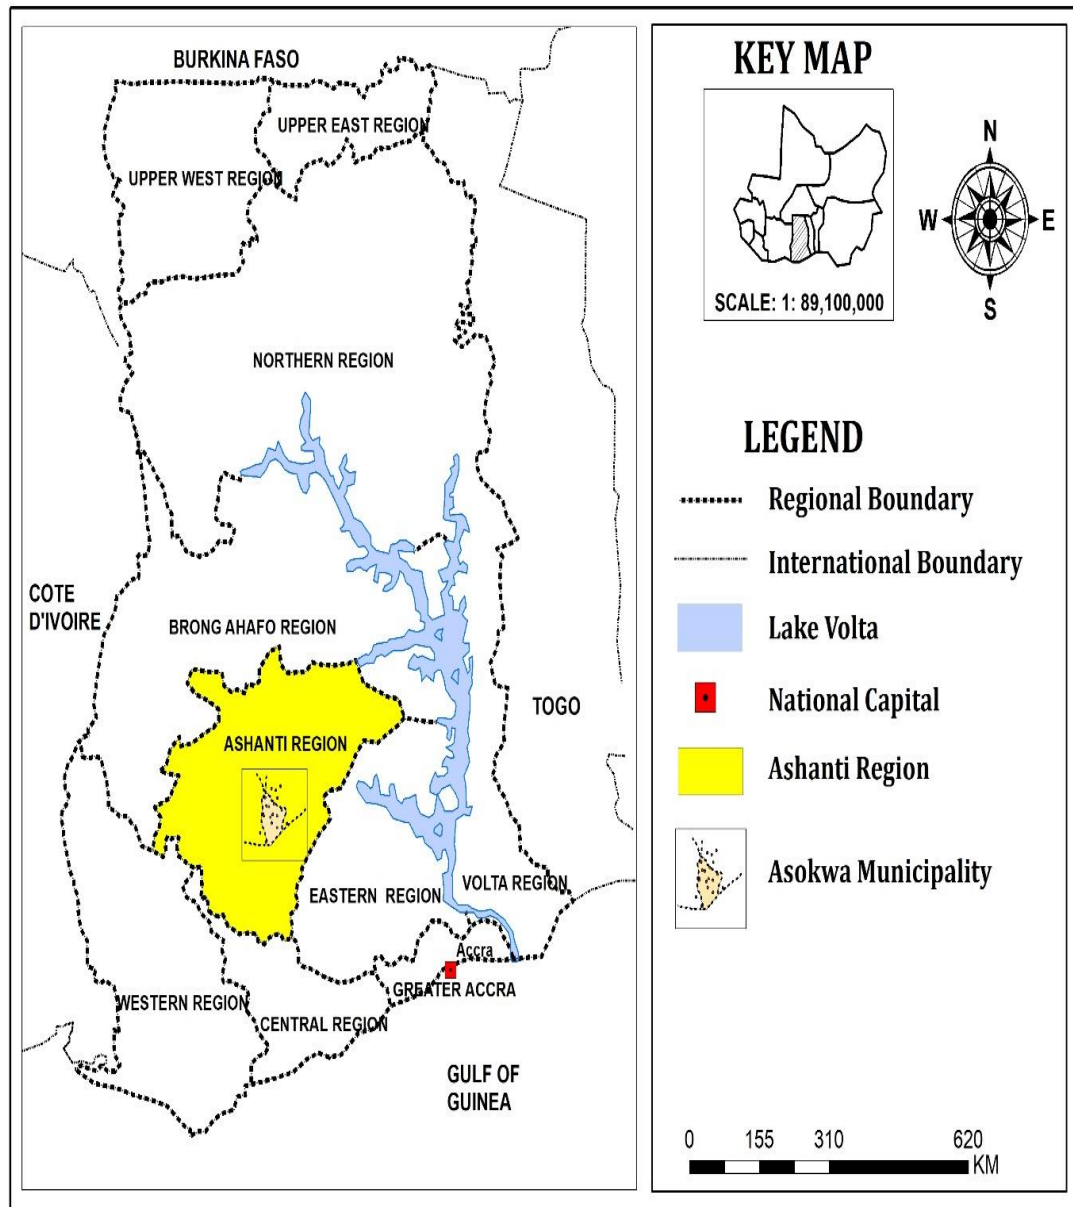 BURKINA FASO
UPPER EAST REGION
UPPER WEST REGION
NORTHERN REGION
COTE
D'IVOIRE
BRONG AHAFO REGION
TOGO
ASHANTI REGION
EASTERN REGION
VOLTA REGION
Accra
GREATER ACCRA
WESTERN REGION
CENTRAL REGION
GULF OF
GUINEA
KEY MAP
SCALE: 1: 89,100,000
N
W
E
S
LEGEND
Regional Boundary
International Boundary
Lake Volta
National Capital
Ashanti Region
Asokwa Municipality
0 155 310 620
KM